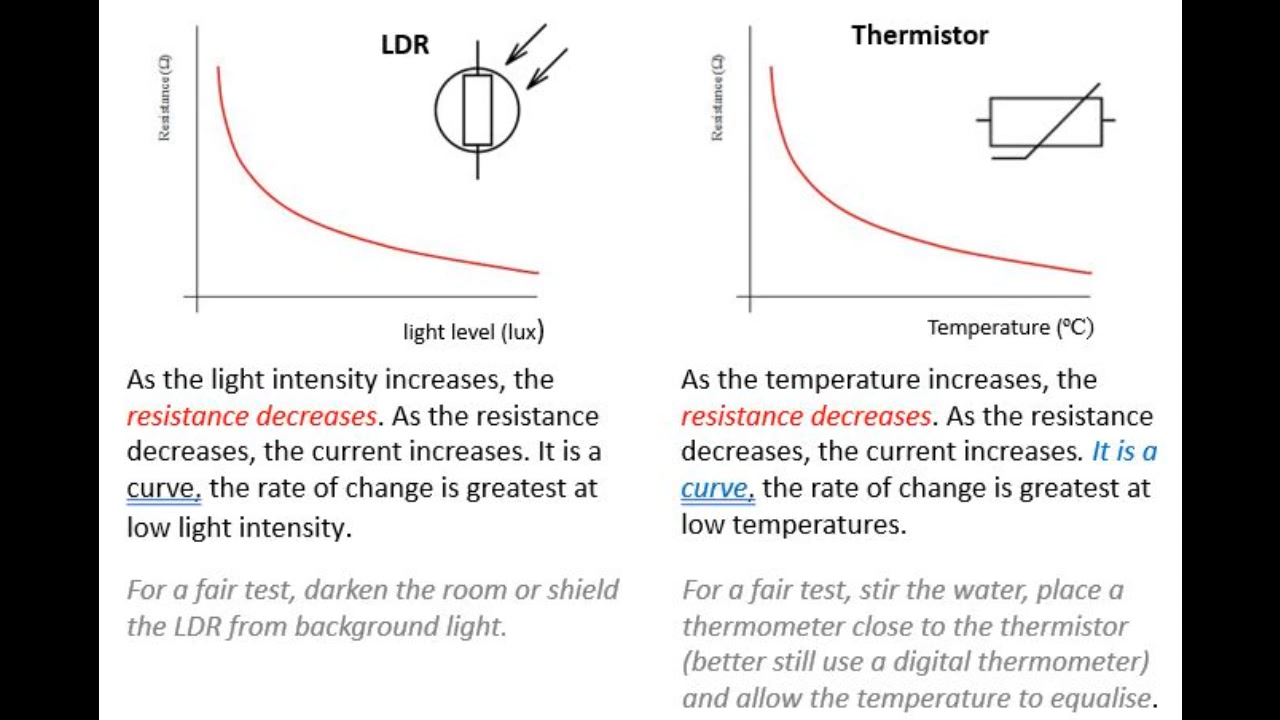 LDR
Resistance (Ω)
light level (lux)
As the light intensity increases, the
resistance decreases. As the resistance
decreases, the current increases. It is a
curve, the rate of change is greatest at
low light intensity.
For a fair test, darken the room or shield
the LDR from background light.
Thermistor
Resistance (Ω)
Temperature (°C)
As the temperature increases, the
resistance decreases. As the resistance
decreases, the current increases. It is a
curve, the rate of change is greatest at
low temperatures.
For a fair test, stir the water, place a
thermometer close to the thermistor
(better still use a digital thermometer)
and allow the temperature to equalise.